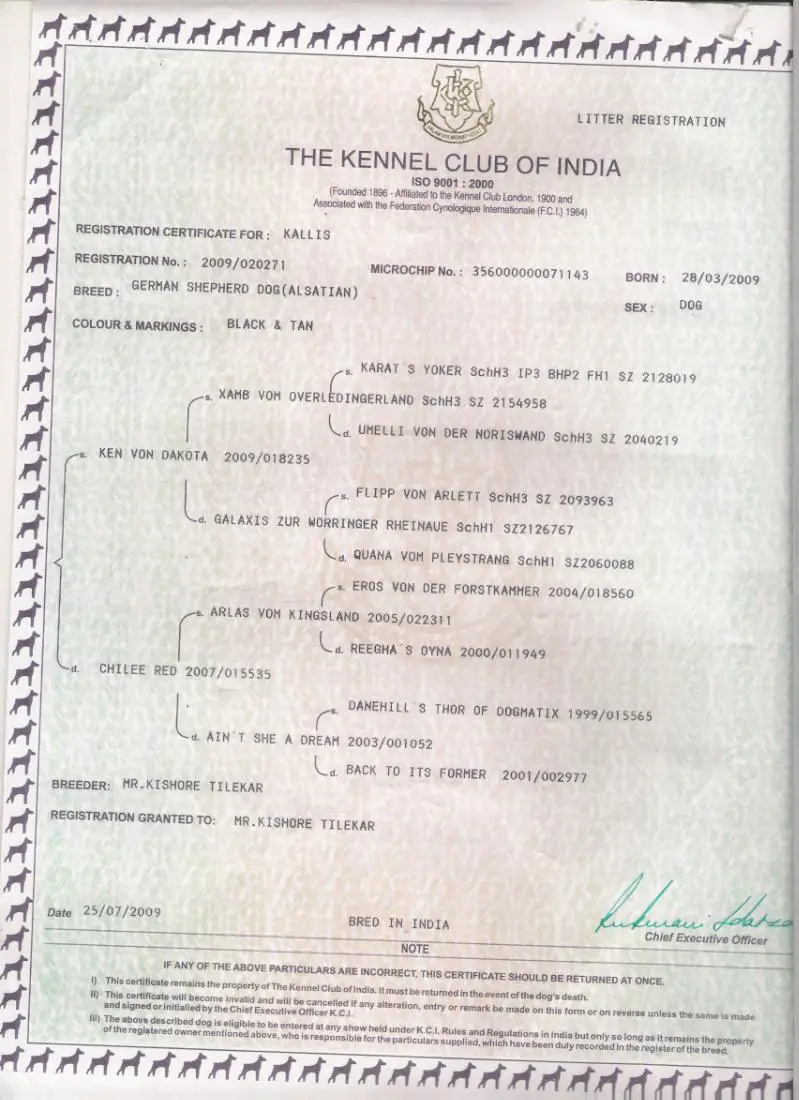 LITTER REGISTRATION
THE KENNEL CLUB OF INDIA
ISO 9001 : 2000
(Founded 1896 - Affiliated to the Kennel Club London, 1900 and
Associated with the Federation Cynologique Internationale (F.C.I.) 1964)
REGISTRATION CERTIFICATE FOR : KALLIS
REGISTRATION No. : 2009/020271 MICROCHIP No. : 356000000071143 BORN : 28/03/2009
BREED : GERMAN SHEPHERD DOG(ALSATIAN) SEX : DOG
COLOUR & MARKINGS : BLACK & TAN
s. KARAT`S YOKER SchH3 IP3 BHP2 FH1 SZ 2128019
s. XAMB VOM OVERLEDINGERLAND SchH3 SZ 2154958
d. UMELLI VON DER NORISWAND SchH3 SZ 2040219
s. KEN VON DAKOTA 2009/018235
s. FLIPP VON ARLETT SchH3 SZ 2093963
d. GALAXIS ZUR WORRINGER RHEINAUE SchH1 SZ2126767
d. QUANA VOM PLEYSTRANG SchH1 SZ2060088
s. EROS VON DER FORSTKAMMER 2004/018560
s. ARLAS VOM KINGSLAND 2005/022311
d. REEGHA`S OYNA 2000/011949
d. CHILEE RED 2007/015535
s. DANEHILL`S THOR OF DOGMATIX 1999/015565
d. AIN`T SHE A DREAM 2003/001052
d. BACK TO ITS FORMER 2001/002977
BREEDER: MR.KISHORE TILEKAR
REGISTRATION GRANTED TO: MR.KISHORE TILEKAR
Date 25/07/2009
BRED IN INDIA
Chief Executive Officer
NOTE
IF ANY OF THE ABOVE PARTICULARS ARE INCORRECT, THIS CERTIFICATE SHOULD BE RETURNED AT ONCE.
I) This certificate remains the property of The Kennel Club of India. It must be returned in the event of the dog's death.
II) This certificate will become invalid and will be cancelled if any alteration, entry or remark be made on this form or on reverse unless the same is made
and signed or initialled by the Chief Executive Officer K.C.I.
III) The above described dog is eligible to be entered at any show held under K.C.I. Rules and Regulations in India but only so long as it remains the property
of the registered owner mentioned above, who is responsible for the particulars supplied, which have been duly recorded in the register of the breed.